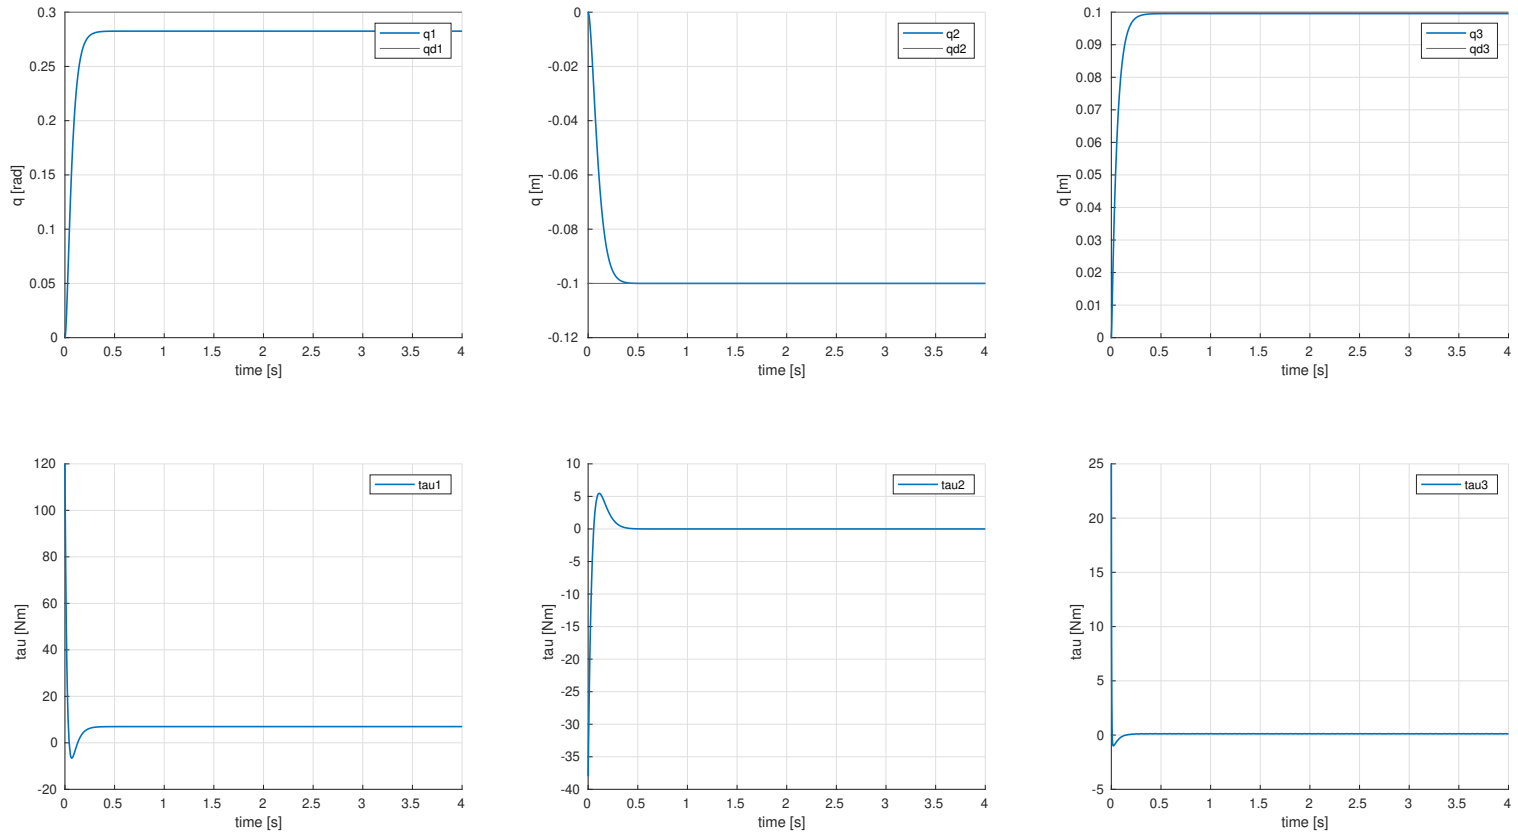 0.3
0.25
0.2
0.15
0.1
0.05
0
q [rad]
0 0.5 1 1.5 2 2.5 3 3.5 4
time [s]
q1
qd1
0
-0.02
-0.04
-0.06
-0.08
-0.1
-0.12
q [m]
0 0.5 1 1.5 2 2.5 3 3.5 4
time [s]
q2
qd2
0.1
0.09
0.08
0.07
0.06
0.05
0.04
0.03
0.02
0.01
0
q [m]
0 0.5 1 1.5 2 2.5 3 3.5 4
time [s]
q3
qd3
120
100
80
60
40
20
0
-20
tau [Nm]
0 0.5 1 1.5 2 2.5 3 3.5 4
time [s]
tau1
10
5
0
-5
-10
-15
-20
-25
-30
-35
-40
tau [Nm]
0 0.5 1 1.5 2 2.5 3 3.5 4
time [s]
tau2
25
20
15
10
5
0
-5
tau [Nm]
0 0.5 1 1.5 2 2.5 3 3.5 4
time [s]
tau3